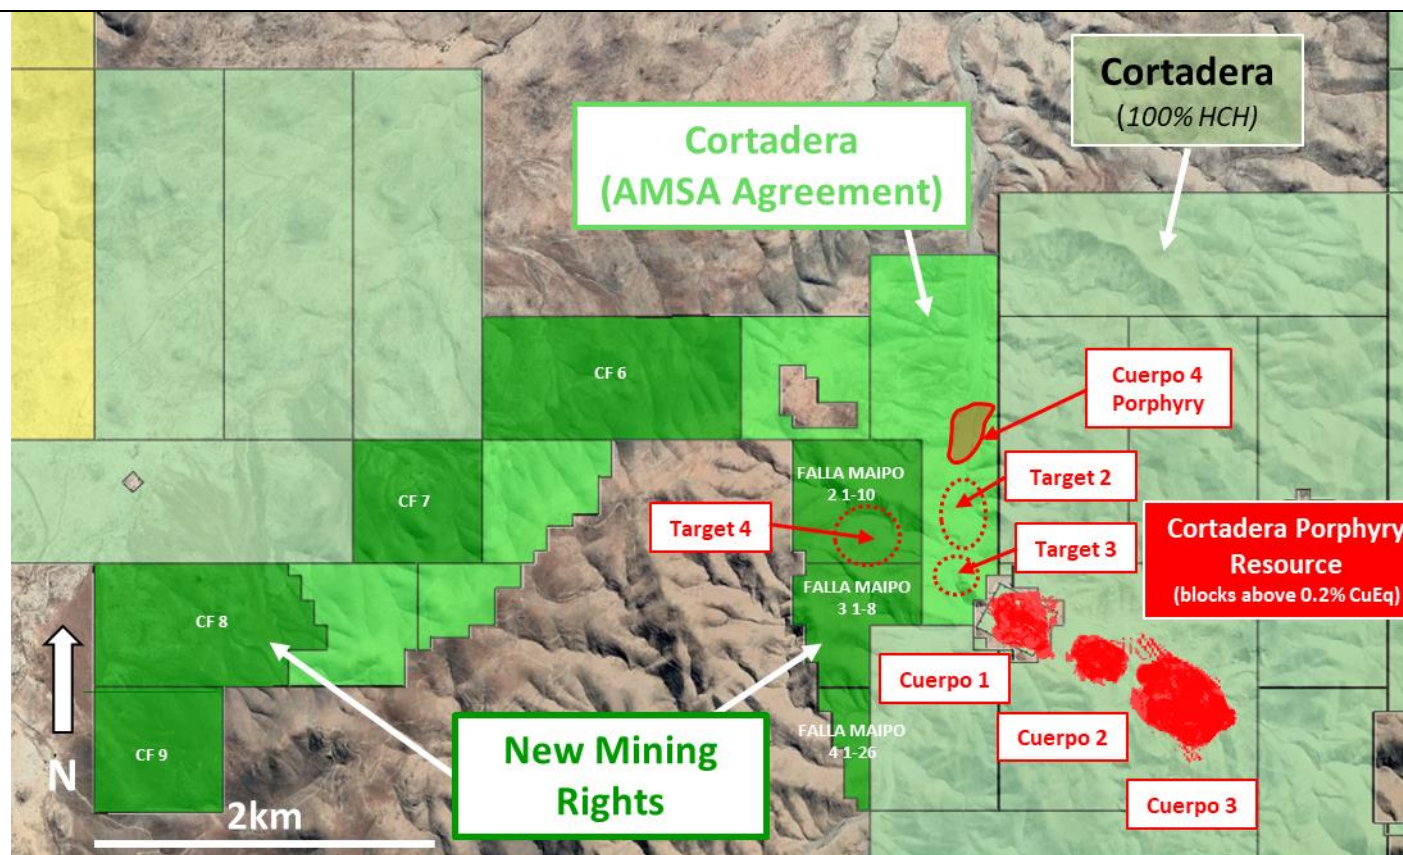 Cortadera
(100% HCH)
Cortadera
(AMSA Agreement)
CF 6
Cuerpo 4
Porphyry
FALLA MAIPO
2 1-10
Target 2
CF 7
Target 4
Target 3
Cortadera Porphyry
Resource
(blocks above 0.2% CuEq)
FALLA MAIPO
3 1-8
CF 8
Cuerpo 1
New Mining
Rights
FALLA MAIPO
4 1-26
Cuerpo 2
CF 9
N
2km
Cuerpo 3